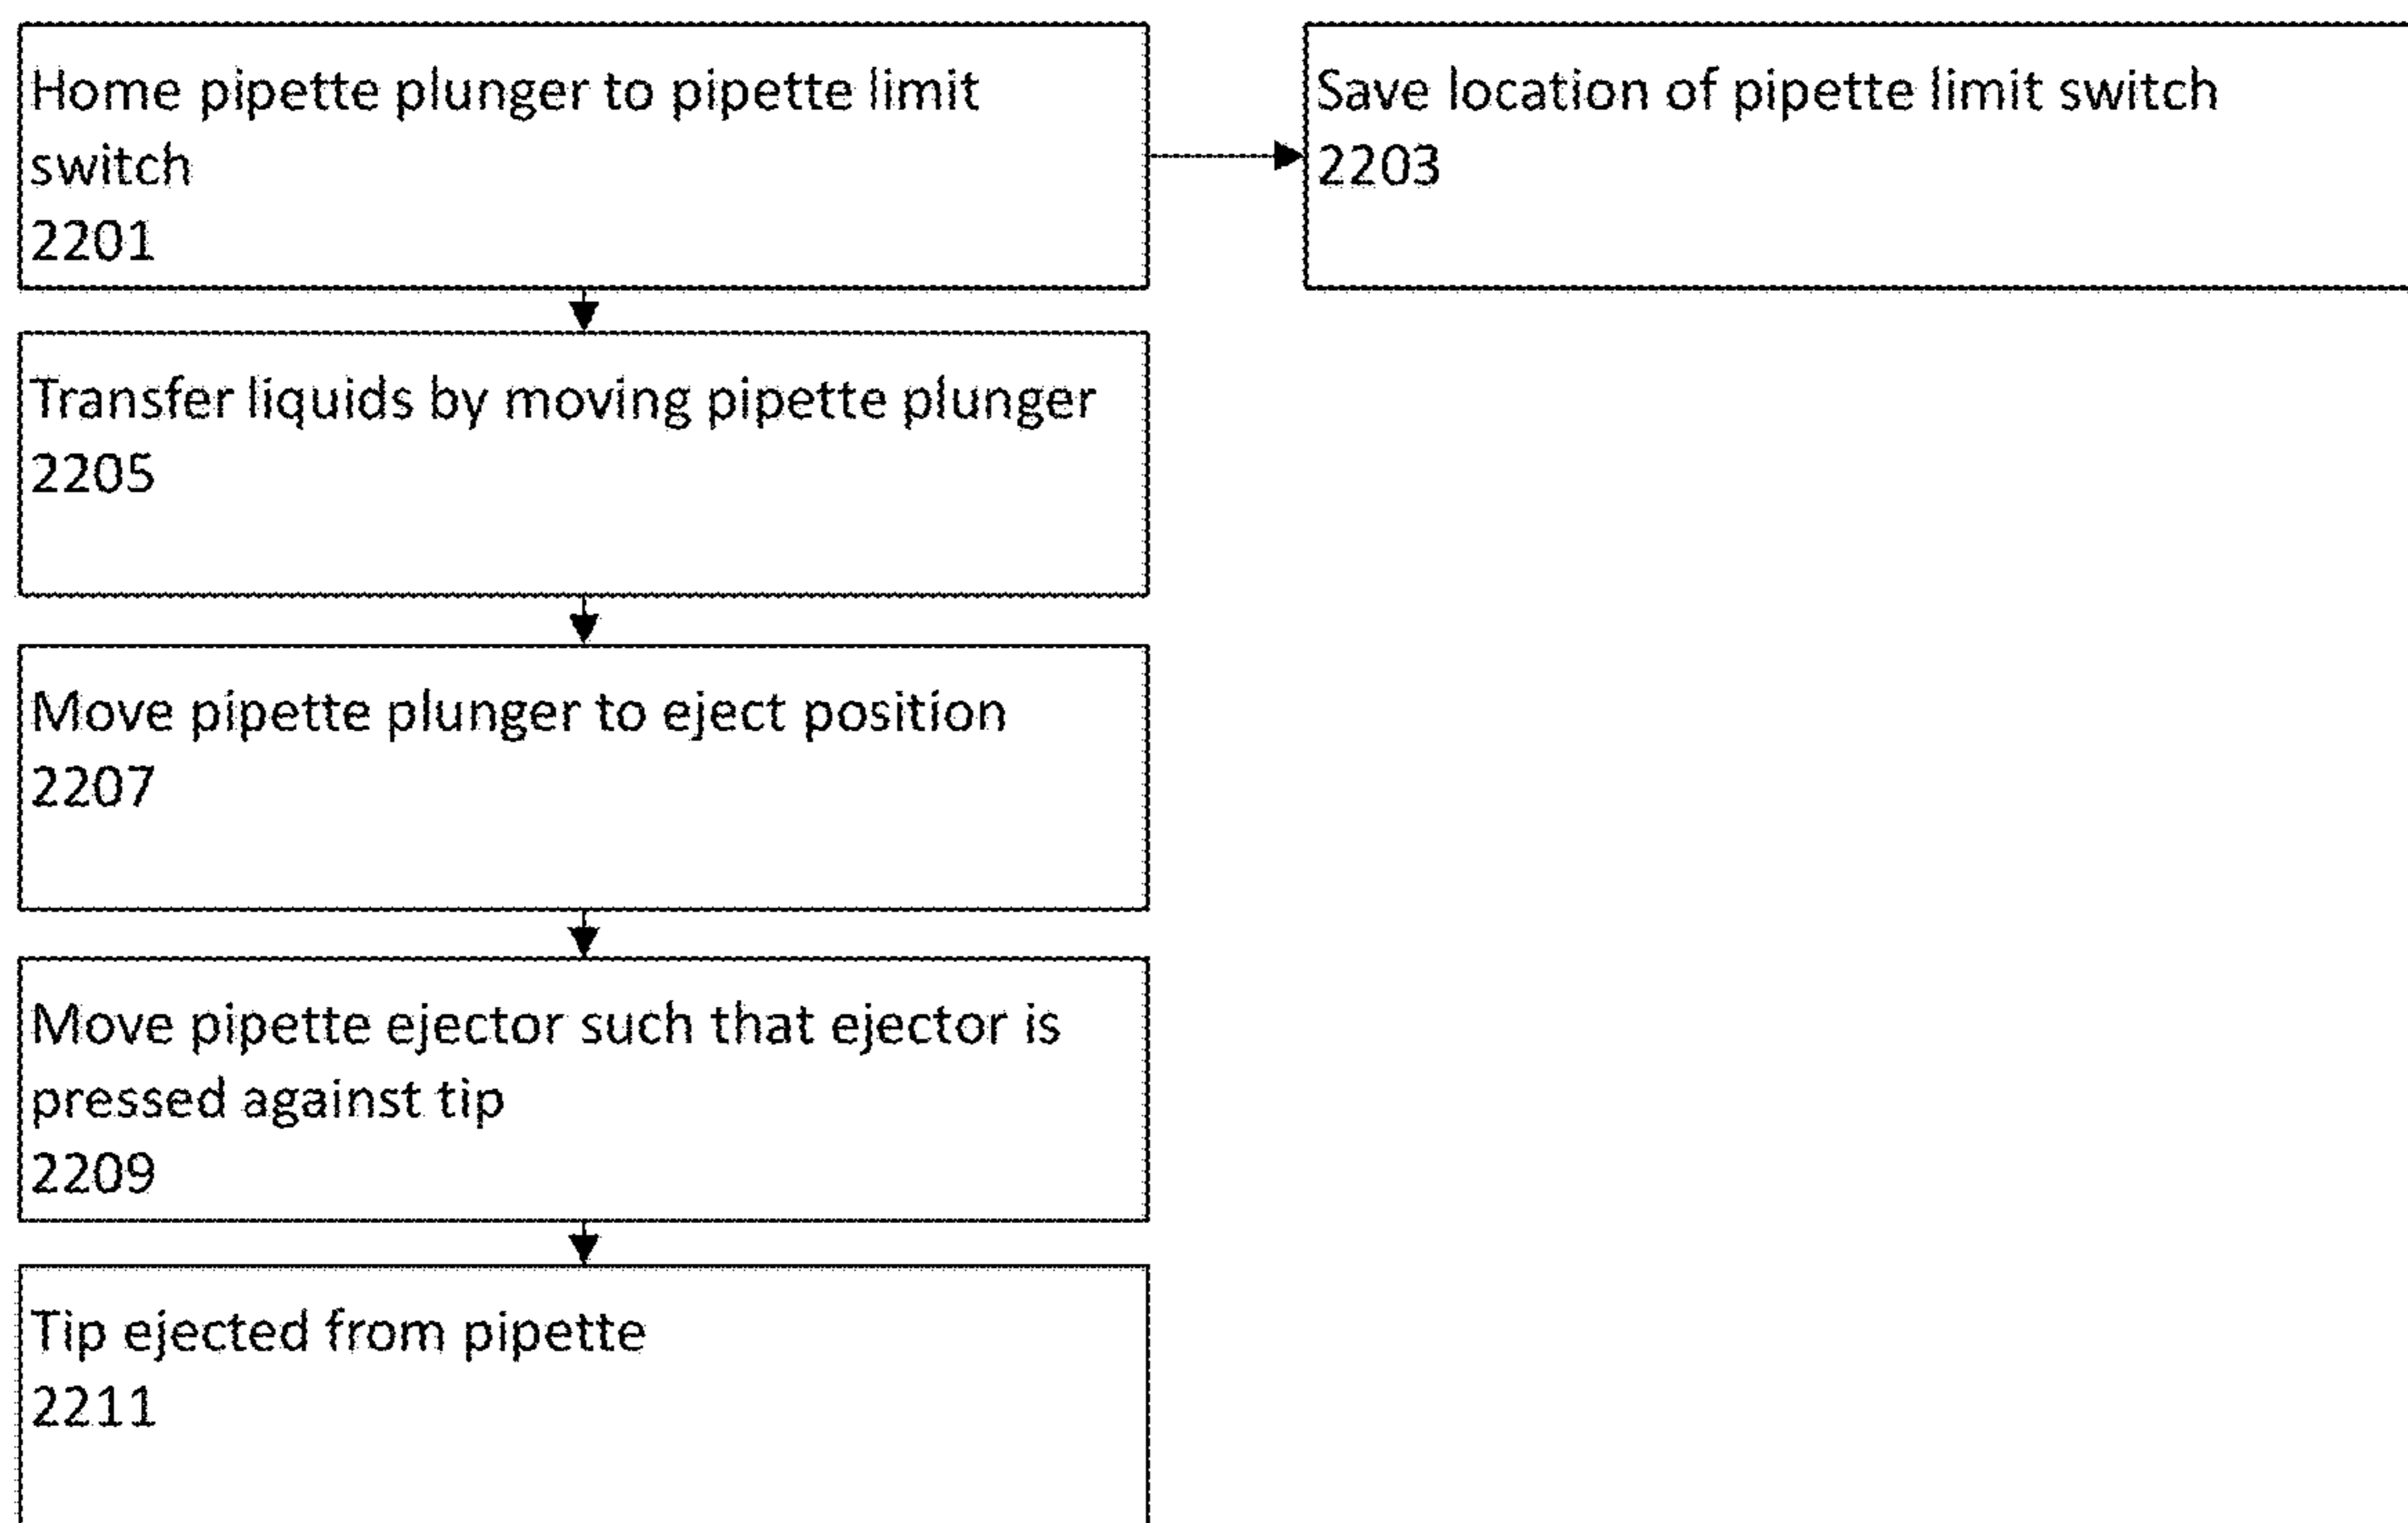 Home pipette plunger to pipette limit
switch
2201
Save location of pipette limit switch
2203
Transfer liquids by moving pipette plunger
2205
Move pipette plunger to eject position
2207
Move pipette ejector such that ejector is
pressed against tip
2209
Tip ejected from pipette
2211